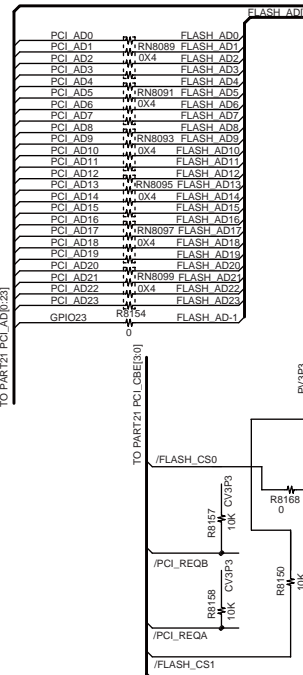 FLASH_AD[
PCI_AD0 FLASH_AD0
PCI_AD1 RN8089 FLASH_AD1
PCI_AD2 0X4 FLASH_AD2
PCI_AD3 FLASH_AD3
PCI_AD4 FLASH_AD4
PCI_AD5 RN8091 FLASH_AD5
PCI_AD6 0X4 FLASH_AD6
PCI_AD7 FLASH_AD7
PCI_AD8 FLASH_AD8
PCI_AD9 RN8093 FLASH_AD9
PCI_AD10 0X4 FLASH_AD10
PCI_AD11 FLASH_AD11
PCI_AD12 FLASH_AD12
PCI_AD13 RN8095 FLASH_AD13
PCI_AD14 0X4 FLASH_AD14
PCI_AD15 FLASH_AD15
PCI_AD16 FLASH_AD16
PCI_AD17 RN8097 FLASH_AD17
PCI_AD18 0X4 FLASH_AD18
PCI_AD19 FLASH_AD19
PCI_AD20 FLASH_AD20
PCI_AD21 RN8099 FLASH_AD21
PCI_AD22 0X4 FLASH_AD22
PCI_AD23 FLASH_AD23
GPIO23 R8154 FLASH_AD-1
0
TO PART21 PCI_AD[0:23]
TO PART21 PCI_CBE[3:0]
PV3P3
/FLASH_CS0
R8168
0
CV3P3
R8157
10K
/PCI_REQB
CV3P3
R8158
10K
/PCI_REQA
R8150
10K
/FLASH_CS1